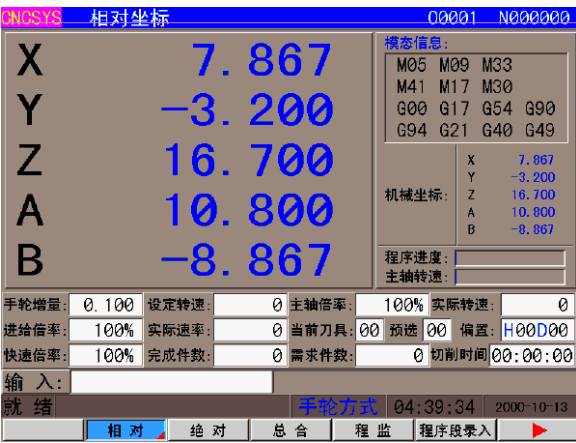 CNCSYS 相对坐标 O0001 N000000
X 7.867
Y -3.200
Z 16.700
A 10.800
B -8.867
模态信息:
M05 M09 M33
M41 M17 M30
G00 G17 G54 G90
G94 G21 G40 G49
机械坐标:
X 7.867
Y -3.200
Z 16.700
A 10.800
B -8.867
程序进度:
主轴转速:
手轮增量: 0.100 设定转速: 0 主轴倍率: 100% 实际转速: 0
进给倍率: 100% 实际速率: 0 当前刀具: 00 预选 00 偏置: H00D00
快速倍率: 100% 完成件数: 0 需求件数: 0 切削时间 00:00:00
输 入:
就 绪 手轮方式 04:39:34 2000-10-13
相 对 绝 对 总 合 程 监 程序段录入